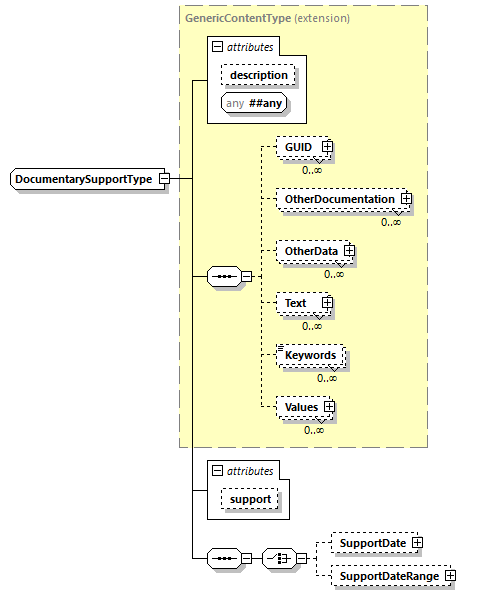 GenericContentType (extension)
attributes
description
any ##any
DocumentarySupportType
GUID
0..∞
OtherDocumentation
0..∞
OtherData
0..∞
Text
0..∞
Keywords
0..∞
Values
0..∞
attributes
support
SupportDate
SupportDateRange